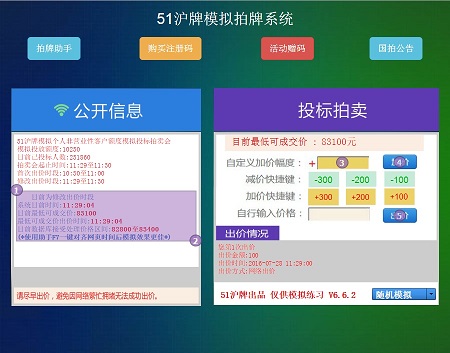 51沪牌模拟拍牌系统
拍牌助手
购买注册码
活动赠码
国拍公告
公开信息
51沪牌模拟个人非营业性客车额度模拟投标拍卖会
模拟投放额度:10250
目前已投标人数:251860
拍卖会起止时间:11:29至11:30
首次出价时段:10:30至11:00
修改出价时段:11:29至11:30
1
目前为修改出价时段
系统目前时间:11:29:04
目前最低可成交价:83100
最低可成交价出价时间:11:29:04
目前数据库接受处理价格区间:82800至83400
(*使用助手F7一键对齐网页时间后模拟效果更佳*)
2
请尽早出价，避免因网络繁忙拥堵无法成功出价。
投标拍卖
目前最低可成交价 : 83100元
自定义加价幅度： + 3
4
减价快捷键： -300 -200 -100
加价快捷键： +300 +200 +100
自行输入价格：
5
出价情况
您第1次出价
出价金额:100
出价时间:2016-07-28 11:29:00
出价方式:网络出价
51沪牌出品 仅供模拟练习 V6.6.2
随机模拟